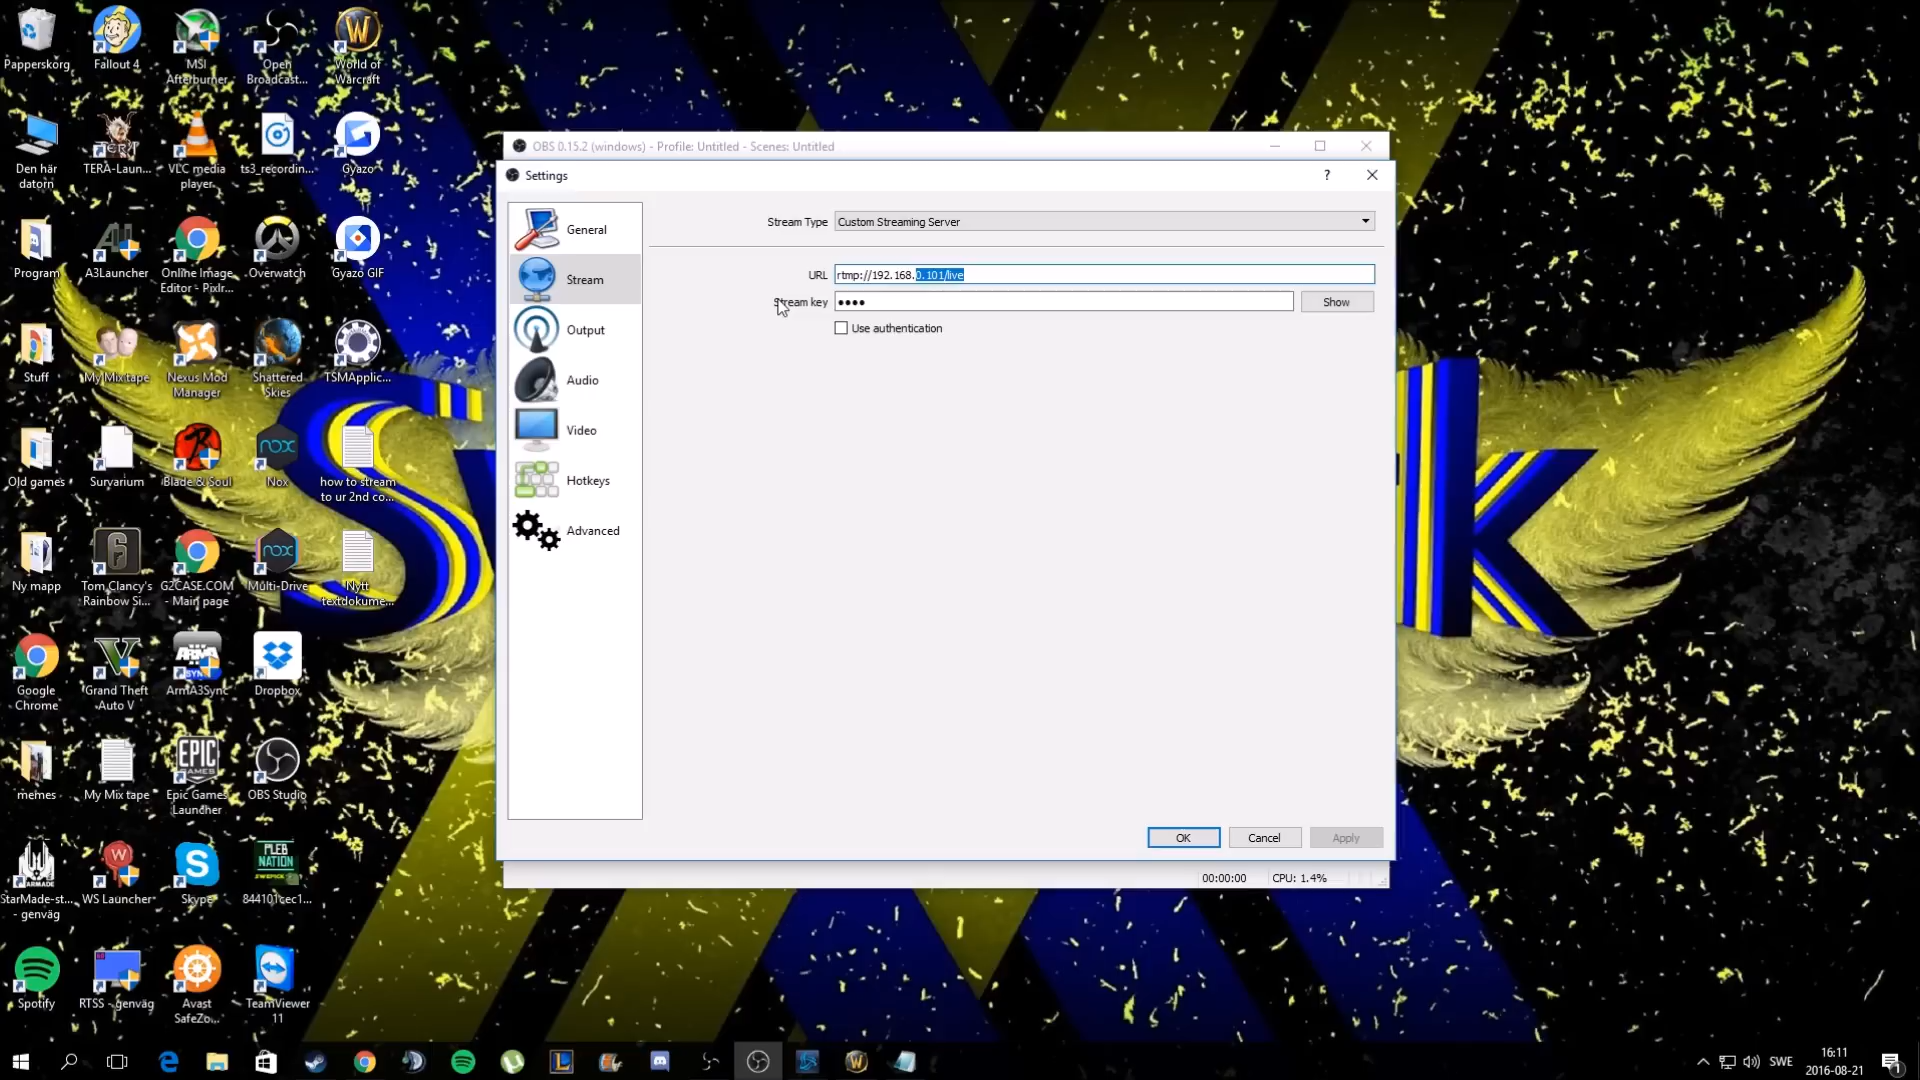 Papperskorg
Fallout 4
MSI
Afterburner
Open
Broadcast...
World of
Warcraft
Den här
datorn
TERA-Laun...
VLC media
player
ts3_recordin...
Gyazo
Program
A3Launcher
Online Image
Editor - Pixlr...
Overwatch
Gyazo GIF
Stuff
My Mix tape
Nexus Mod
Manager
Shattered
Skies
TSMApplic...
Old games
Survarium
Blade & Soul
nox
Nox
how to stream
to ur 2nd co...
Ny mapp
Tom Clancy's
Rainbow Si...
G2CASE.COM
- Main page
nox
Multi-Drive
Nytt
textdokume...
Google
Chrome
Grand Theft
Auto V
ArmA3Sync
Dropbox
memes
My Mix tape
Epic Games
Launcher
OBS Studio
StarMade-st...
- genväg
WS Launcher
Skype
PLEB
NATION
844101cec1...
Spotify
RTSS - genväg
Avast
SafeZo...
TeamViewer
11
OBS 0.15.2 (windows) - Profile: Untitled - Scenes: Untitled
Settings
General
Stream
Output
Audio
Video
Hotkeys
Advanced
Stream Type
Custom Streaming Server
URL
rtmp://192.168.0.101/live
Stream key
••••
Show
Use authentication
OK
Cancel
Apply
00:00:00
CPU: 1.4%
SWE
16:11
2016-08-21
1